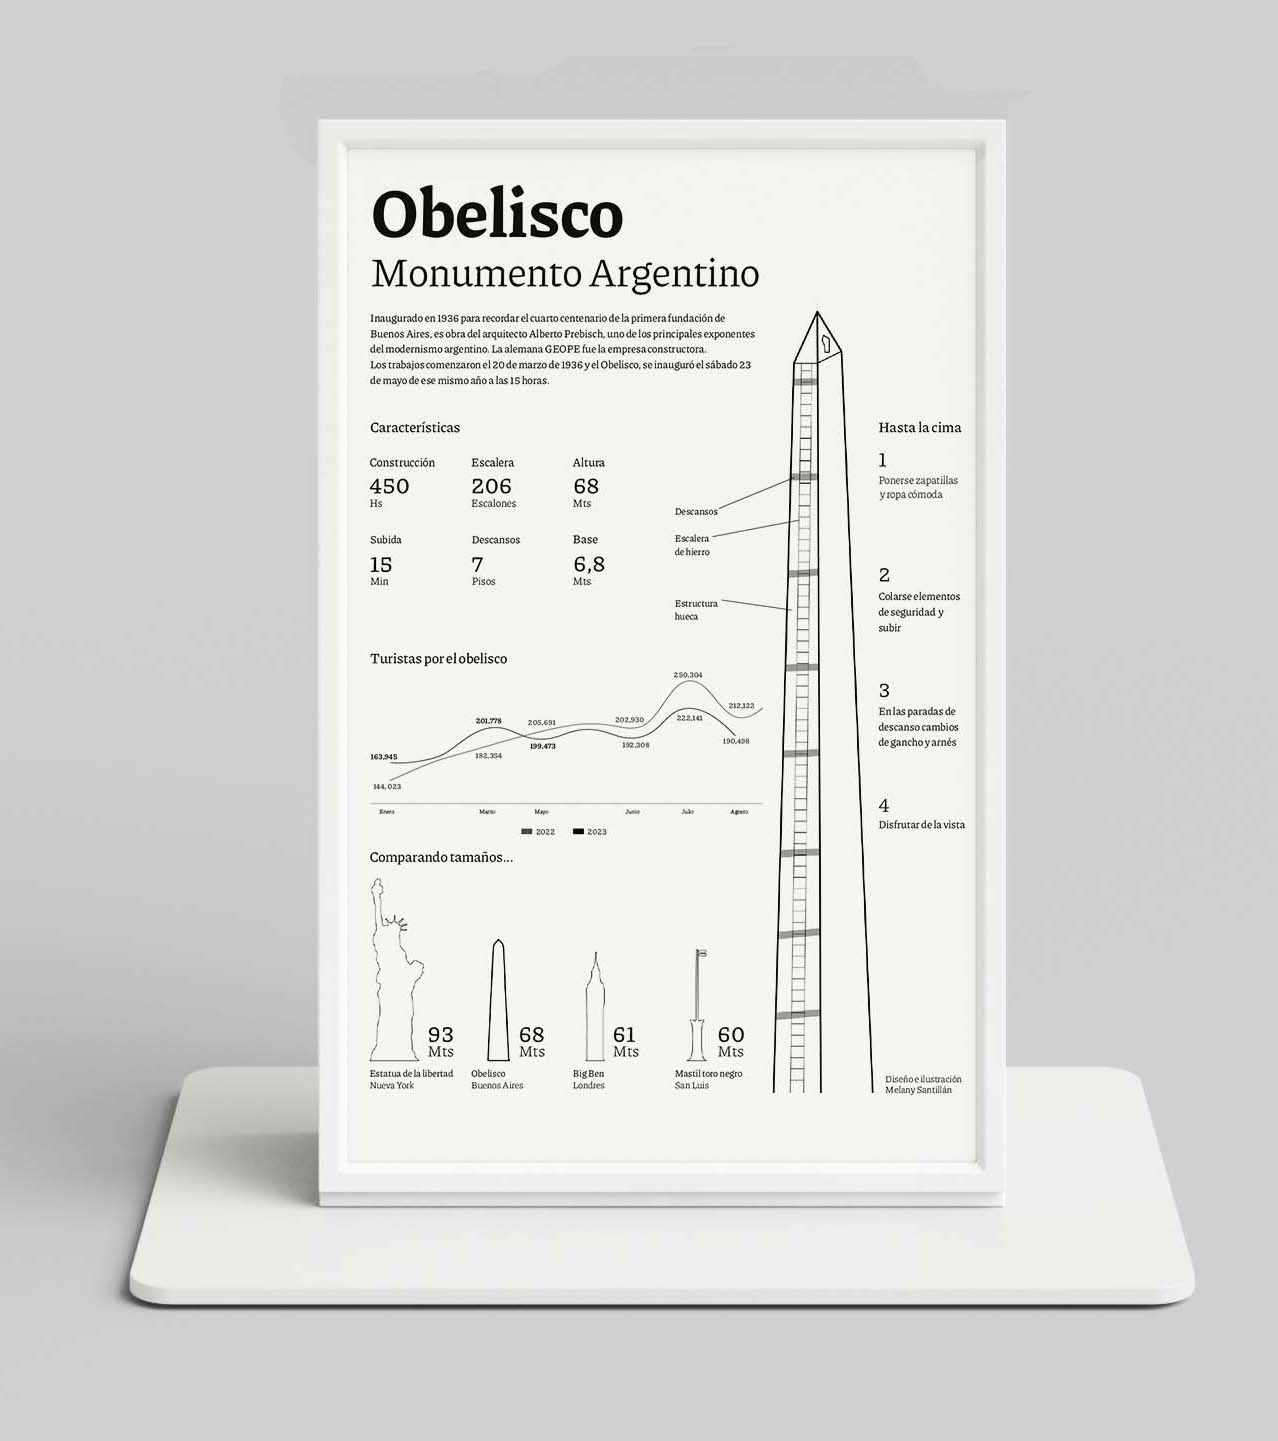 Obelisco
Monumento Argentino
Inaugurado en 1936 para recordar el cuarto centenario de la primera fundación de
Buenos Aires, es obra del arquitecto Alberto Prebisch, uno de los principales exponentes
del modernismo argentino. La alemana GEOPE fue la empresa constructora.
Los trabajos comenzaron el 20 de marzo de 1936 y el Obelisco, se inauguró el sábado 23
de mayo de ese mismo año a las 15 horas.
Características
Construcción
450
Hs
Escalera
206
Escalones
Altura
68
Mts
Subida
15
Min
Descansos
7
Pisos
Base
6,8
Mts
Descansos
Escalera
de hierro
Estructura
hueca
Hasta la cima
1
Ponerse zapatillas
y ropa cómoda
2
Colarse elementos
de seguridad y
subir
3
En las paradas de
descanso cambios
de gancho y arnés
4
Disfrutar de la vista
Turistas por el obelisco
250,304
212,122
201,778
205,691
202,930
222,141
199,473
192,308
190,498
163,945
182,354
144,023
Enero
Marzo
Mayo
Junio
Julio
Agosto
2022
2023
Comparando tamaños...
93
Mts
Estatua de la libertad
Nueva York
68
Mts
Obelisco
Buenos Aires
61
Mts
Big Ben
Londres
60
Mts
Mastil toro negro
San Luis
Diseño e ilustración
Melany Santillán